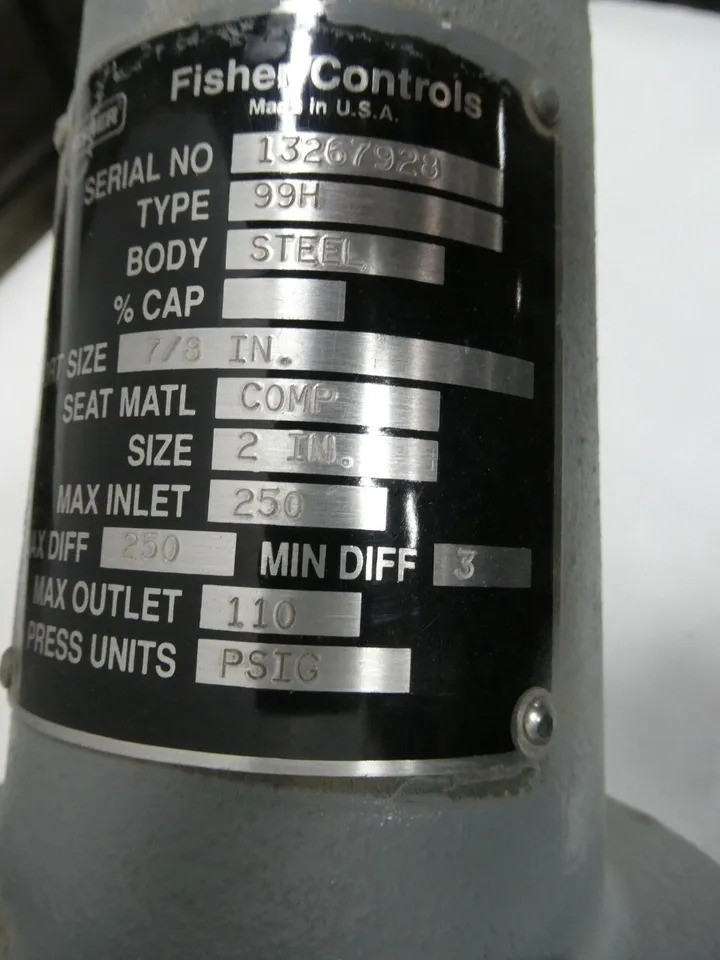 Fisher Controls
Made in U.S.A.
SERIAL NO 13267928
TYPE 99H
BODY STEEL
% CAP
SIZE 7/8 IN.
SEAT MATL COMP
SIZE 2 IN.
MAX INLET 250
DIFF 250 MIN DIFF 3
MAX OUTLET 110
PRESS UNITS PSIG